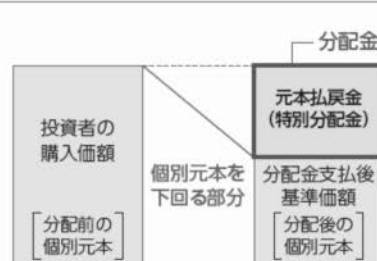 分配金
元本払戻金
(特別分配金)
投資者の
購入価額
個別元本を
下回る部分
分配金支払後
基準価額
分配前の
個別元本
分配後の
個別元本